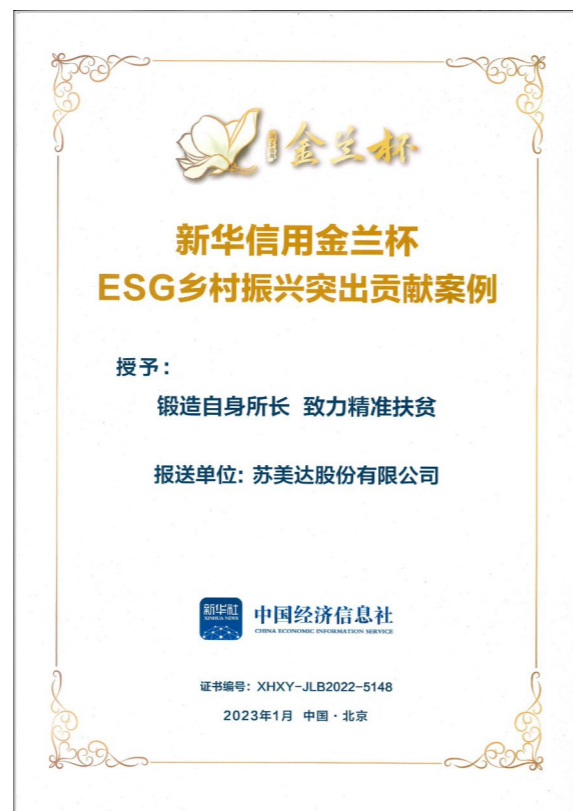 金兰杯
新华信用金兰杯
ESG乡村振兴突出贡献案例
授予：
锻造自身所长 致力精准扶贫
报送单位: 苏美达股份有限公司
新华社
XINHUA NEWS
中国经济信息社
CHINA ECONOMIC INFORMATION SERVICE
证书编号: XHXY-JLB2022-5148
2023年1月 中国·北京